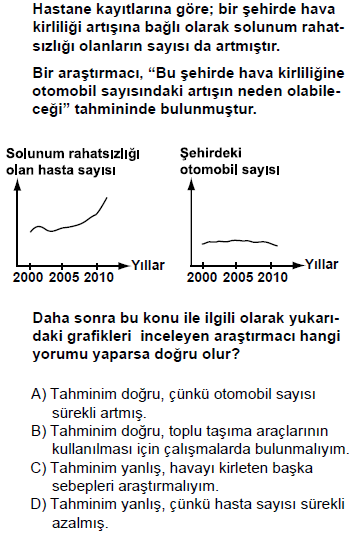 Hastane kayıtlarına göre; bir şehirde hava
kirliliği artışına bağlı olarak solunum rahat-
sızlığı olanların sayısı da artmıştır.
Bir araştırmacı, “Bu şehirde hava kirliliğine
otomobil sayısındaki artışın neden olabile-
ceği” tahmininde bulunmuştur.
Solunum rahatsızlığı
olan hasta sayısı
Yıllar
2000 2005 2010
Şehirdeki
otomobil sayısı
Yıllar
2000 2005 2010
Daha sonra bu konu ile ilgili olarak yukarı-
daki grafikleri inceleyen araştırmacı hangi
yorumu yaparsa doğru olur?
A) Tahminim doğru, çünkü otomobil sayısı
sürekli artmış.
B) Tahminim doğru, toplu taşıma araçlarının
kullanılması için çalışmalarda bulunmalıyım.
C) Tahminim yanlış, havayı kirleten başka
sebepleri araştırmalıyım.
D) Tahminim yanlış, çünkü hasta sayısı sürekli
azalmış.